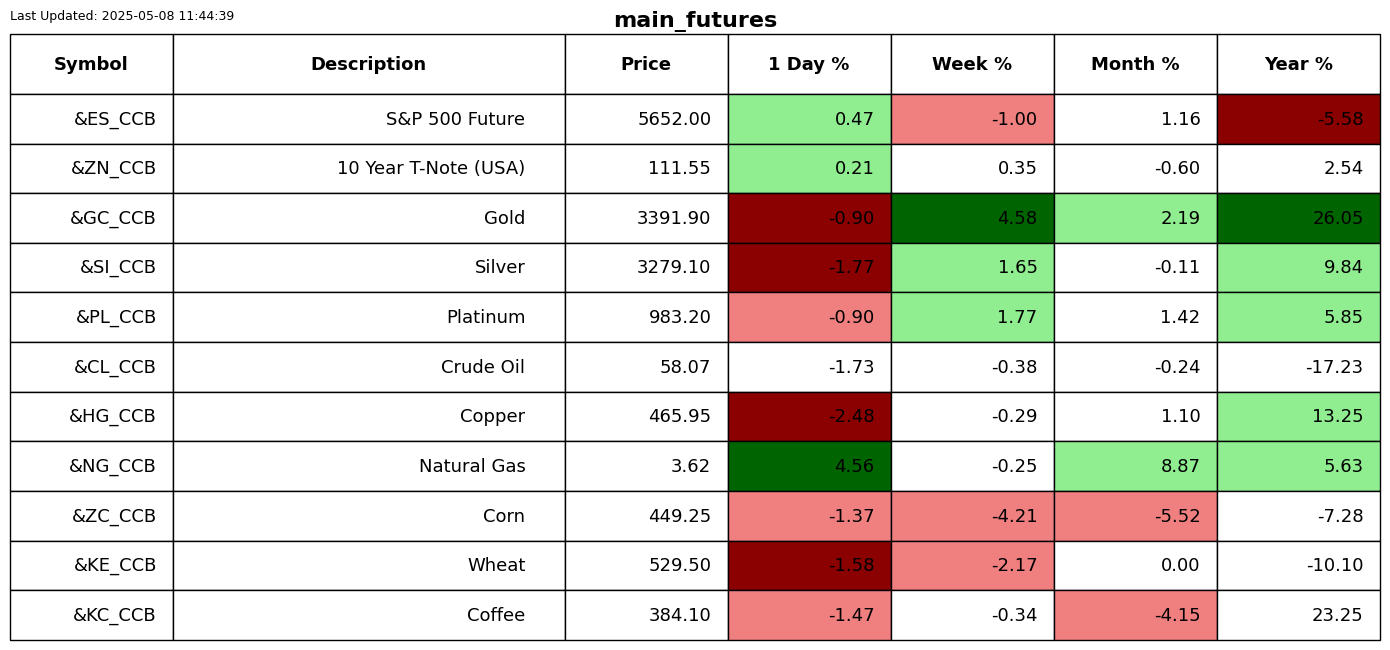 Last Updated: 2025-05-08 11:44:39
main_futures
Symbol Description Price 1 Day % Week % Month % Year %
&ES_CCB S&P 500 Future 5652.00 0.47 -1.00 1.16 -5.58
&ZN_CCB 10 Year T-Note (USA) 111.55 0.21 0.35 -0.60 2.54
&GC_CCB Gold 3391.90 -0.90 4.58 2.19 26.05
&SI_CCB Silver 3279.10 -1.77 1.65 -0.11 9.84
&PL_CCB Platinum 983.20 -0.90 1.77 1.42 5.85
&CL_CCB Crude Oil 58.07 -1.73 -0.38 -0.24 -17.23
&HG_CCB Copper 465.95 -2.48 -0.29 1.10 13.25
&NG_CCB Natural Gas 3.62 4.56 -0.25 8.87 5.63
&ZC_CCB Corn 449.25 -1.37 -4.21 -5.52 -7.28
&KE_CCB Wheat 529.50 -1.58 -2.17 0.00 -10.10
&KC_CCB Coffee 384.10 -1.47 -0.34 -4.15 23.25